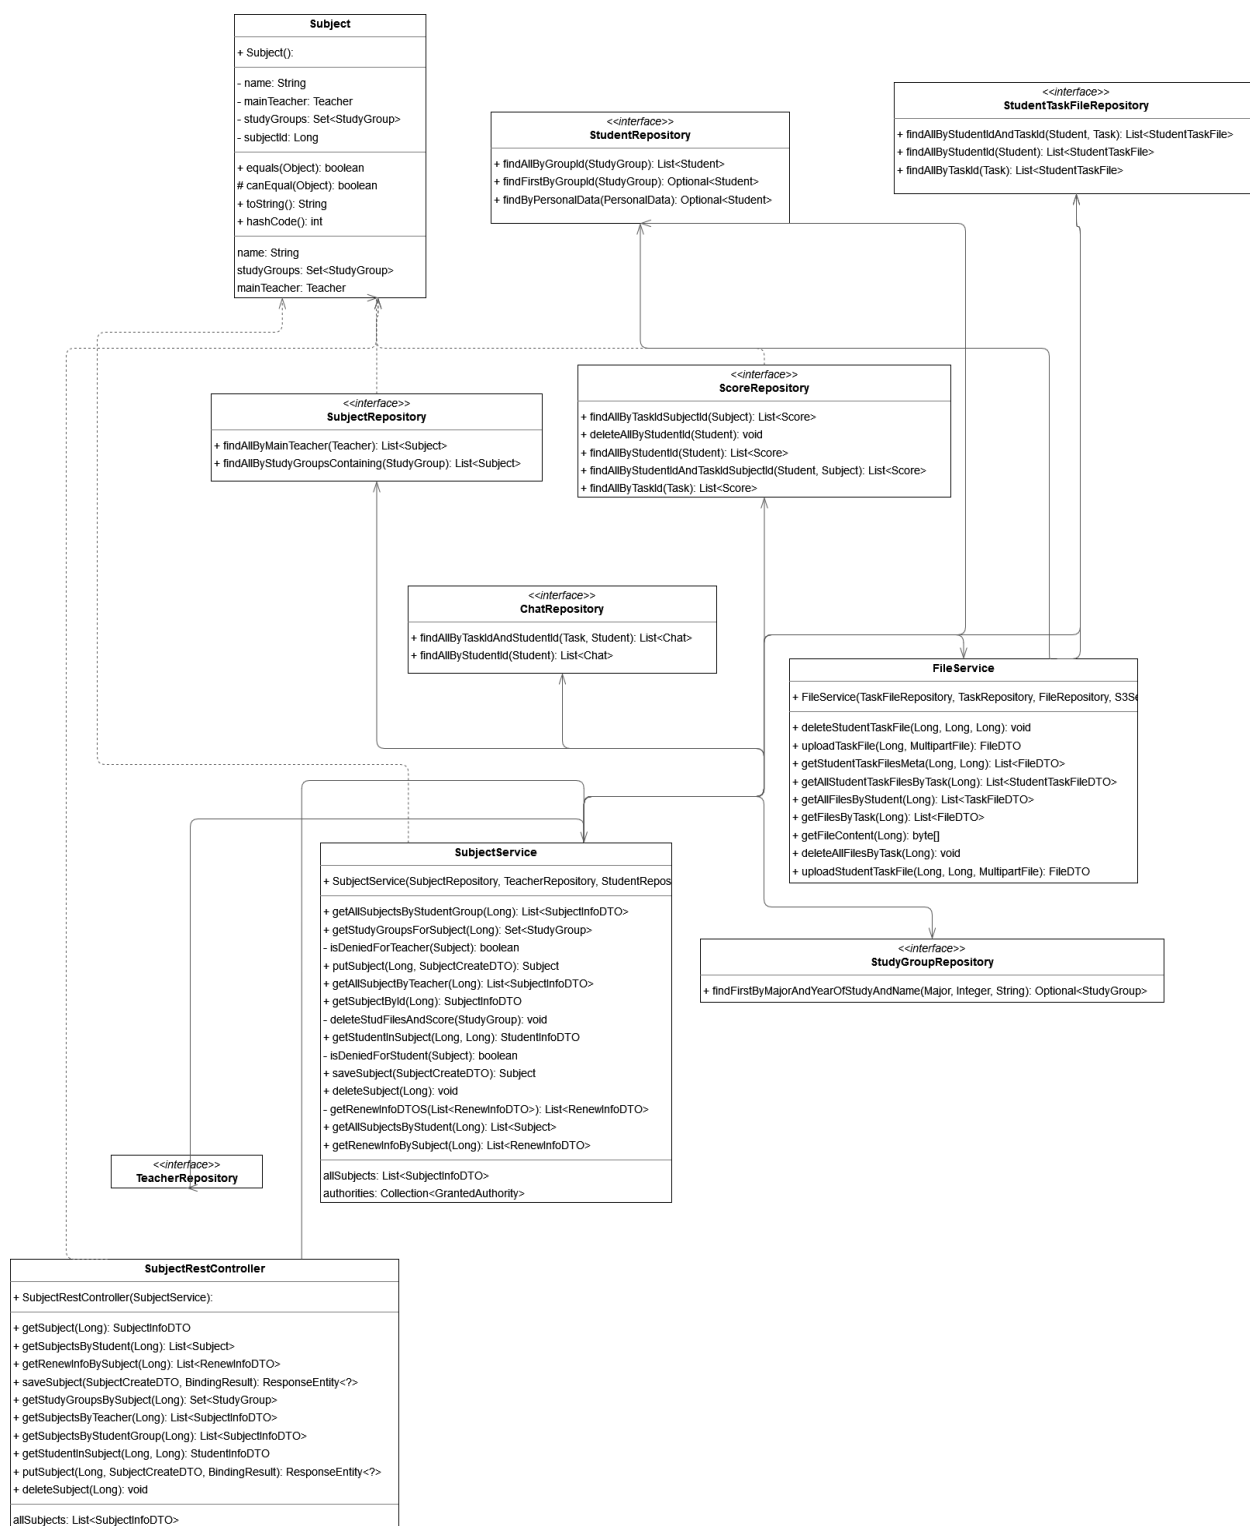 Subject
+ Subject():
- name: String
- mainTeacher: Teacher
- studyGroups: Set<StudyGroup>
- subjectId: Long
+ equals(Object): boolean
# canEqual(Object): boolean
+ toString(): String
+ hashCode(): int
name: String
studyGroups: Set<StudyGroup>
mainTeacher: Teacher
<<interface>>
StudentRepository
+ findAllByGroupId(StudyGroup): List<Student>
+ findFirstByGroupId(StudyGroup): Optional<Student>
+ findByPersonalData(PersonalData): Optional<Student>
<<interface>>
StudentTaskFileRepository
+ findAllByStudentIdAndTaskId(Student, Task): List<StudentTaskFile>
+ findAllByStudentId(Student): List<StudentTaskFile>
+ findAllByTaskId(Task): List<StudentTaskFile>
<<interface>>
SubjectRepository
+ findAllByMainTeacher(Teacher): List<Subject>
+ findAllByStudyGroupsContaining(StudyGroup): List<Subject>
<<interface>>
ScoreRepository
+ findAllByTaskIdSubjectId(Subject): List<Score>
+ deleteAllByStudentId(Student): void
+ findAllByStudentId(Student): List<Score>
+ findAllByStudentIdAndTaskIdSubjectId(Student, Subject): List<Score>
+ findAllByTaskId(Task): List<Score>
<<interface>>
ChatRepository
+ findAllByTaskIdAndStudentId(Task, Student): List<Chat>
+ findAllByStudentId(Student): List<Chat>
FileService
+ FileService(TaskFileRepository, TaskRepository, FileRepository, S3Se
+ deleteStudentTaskFile(Long, Long, Long): void
+ uploadTaskFile(Long, MultipartFile): FileDTO
+ getStudentTaskFilesMeta(Long, Long): List<FileDTO>
+ getAllStudentTaskFilesByTask(Long): List<StudentTaskFileDTO>
+ getAllFilesByStudent(Long): List<TaskFileDTO>
+ getFilesByTask(Long): List<FileDTO>
+ getFileContent(Long): byte[]
+ deleteAllFilesByTask(Long): void
+ uploadStudentTaskFile(Long, Long, MultipartFile): FileDTO
SubjectService
+ SubjectService(SubjectRepository, TeacherRepository, StudentRepos
+ getAllSubjectsByStudentGroup(Long): List<SubjectInfoDTO>
+ getStudyGroupsForSubject(Long): Set<StudyGroup>
- isDeniedForTeacher(Subject): boolean
+ putSubject(Long, SubjectCreateDTO): Subject
+ getAllSubjectByTeacher(Long): List<SubjectInfoDTO>
+ getSubjectById(Long): SubjectInfoDTO
- deleteStudFilesAndScore(StudyGroup): void
+ getStudentInSubject(Long, Long): StudentInfoDTO
- isDeniedForStudent(Subject): boolean
+ saveSubject(SubjectCreateDTO): Subject
+ deleteSubject(Long): void
- getRenewInfoDTOS(List<RenewInfoDTO>): List<RenewInfoDTO>
+ getAllSubjectsByStudent(Long): List<Subject>
+ getRenewInfoBySubject(Long): List<RenewInfoDTO>
allSubjects: List<SubjectInfoDTO>
authorities: Collection<GrantedAuthority>
<<interface>>
StudyGroupRepository
+ findFirstByMajorAndYearOfStudyAndName(Major, Integer, String): Optional<StudyGroup>
<<interface>>
TeacherRepository
SubjectRestController
+ SubjectRestController(SubjectService):
+ getSubject(Long): SubjectInfoDTO
+ getSubjectsByStudent(Long): List<Subject>
+ getRenewInfoBySubject(Long): List<RenewInfoDTO>
+ saveSubject(SubjectCreateDTO, BindingResult): ResponseEntity<?>
+ getStudyGroupsBySubject(Long): Set<StudyGroup>
+ getSubjectsByTeacher(Long): List<SubjectInfoDTO>
+ getSubjectsByStudentGroup(Long): List<SubjectInfoDTO>
+ getStudentInSubject(Long, Long): StudentInfoDTO
+ putSubject(Long, SubjectCreateDTO, BindingResult): ResponseEntity<?>
+ deleteSubject(Long): void
allSubjects: List<SubjectInfoDTO>